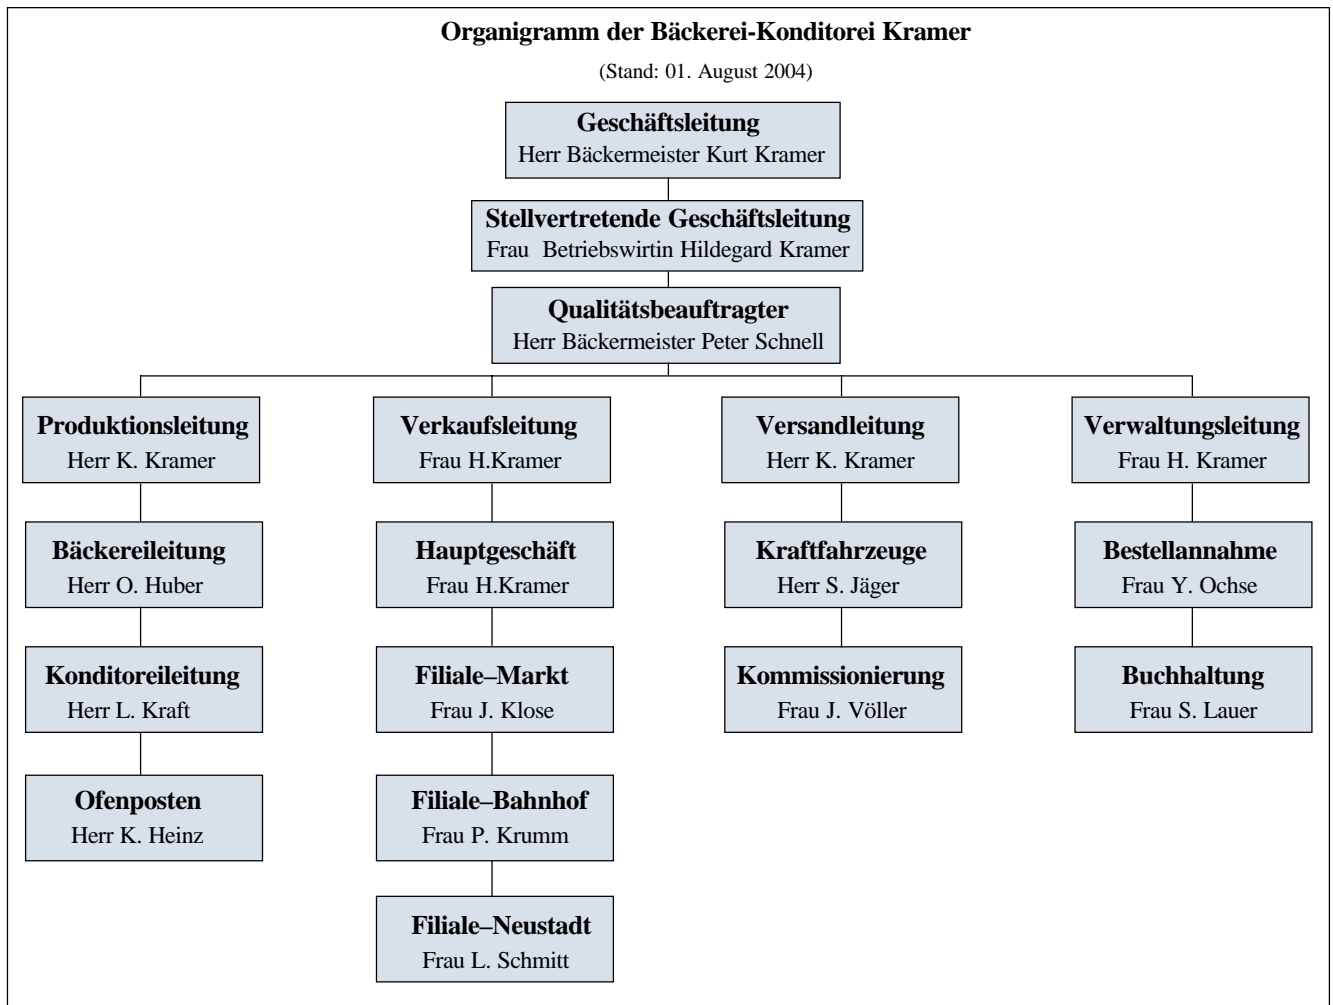 Organigramm der Bäckerei-Konditorei Kramer
(Stand: 01. August 2004)
Geschäftsleitung
Herr Bäckermeister Kurt Kramer
Stellvertretende Geschäftsleitung
Frau Betriebswirtin Hildegard Kramer
Qualitätsbeauftragter
Herr Bäckermeister Peter Schnell
Produktionsleitung
Herr K. Kramer
Bäckereileitung
Herr O. Huber
Konditoreileitung
Herr L. Kraft
Ofenposten
Herr K. Heinz
Verkaufsleitung
Frau H.Kramer
Hauptgeschäft
Frau H.Kramer
Filiale–Markt
Frau J. Klose
Filiale–Bahnhof
Frau P. Krumm
Filiale–Neustadt
Frau L. Schmitt
Versandleitung
Herr K. Kramer
Kraftfahrzeuge
Herr S. Jäger
Kommissionierung
Frau J. Völler
Verwaltungsleitung
Frau H. Kramer
Bestellannahme
Frau Y. Ochse
Buchhaltung
Frau S. Lauer